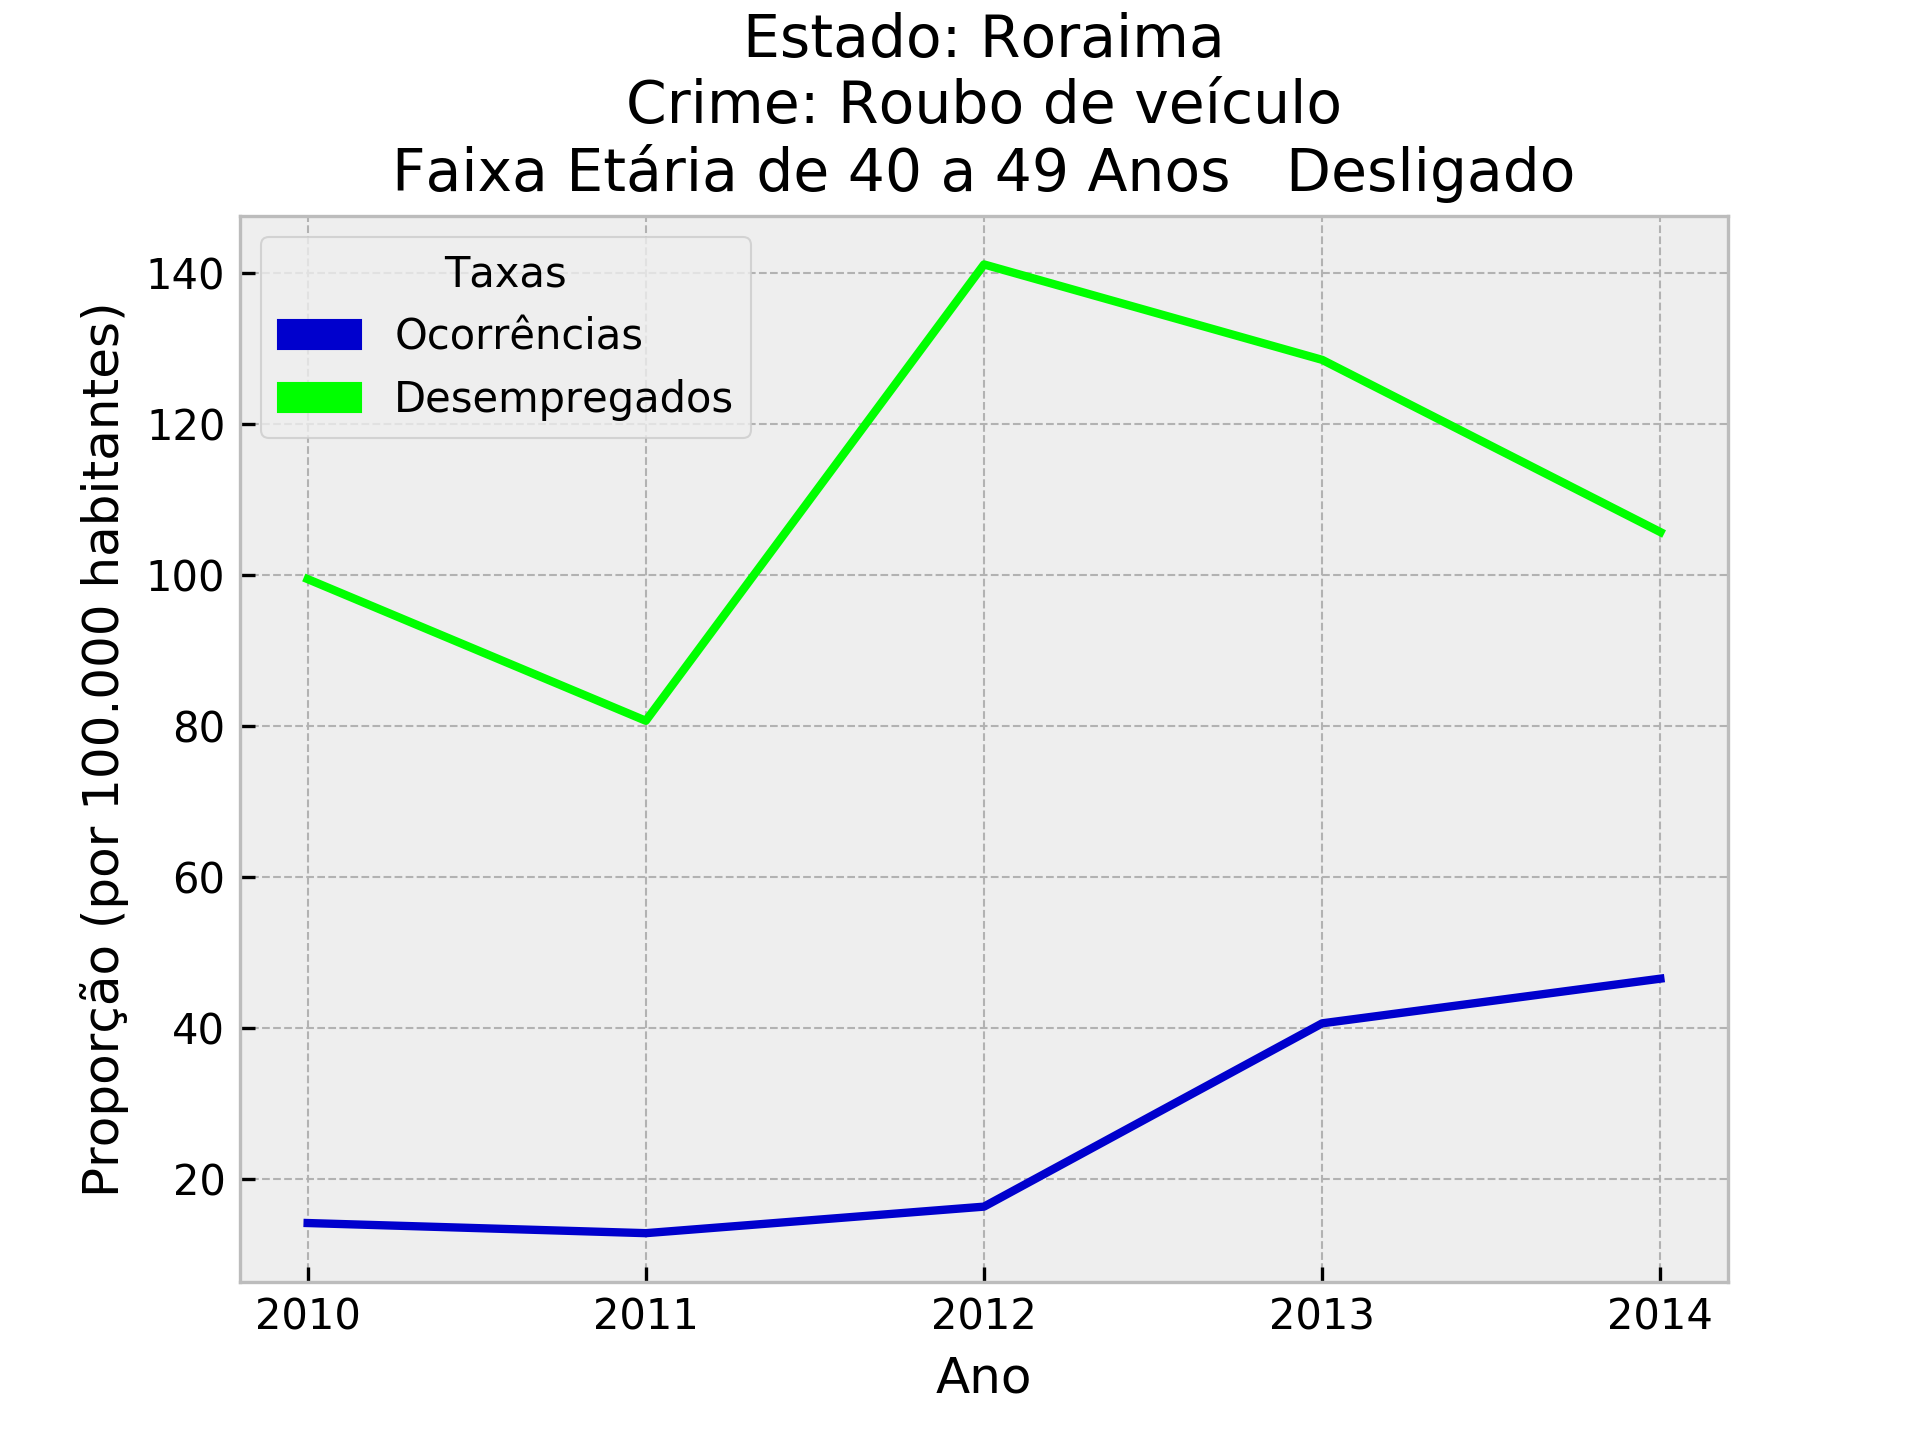 Estado: Roraima
Crime: Roubo de veículo
Faixa Etária de 40 a 49 Anos   Desligado
Taxas
Ocorrências
Desempregados
Proporção (por 100.000 habitantes)
140
120
100
80
60
40
20
2010 2011 2012 2013 2014
Ano